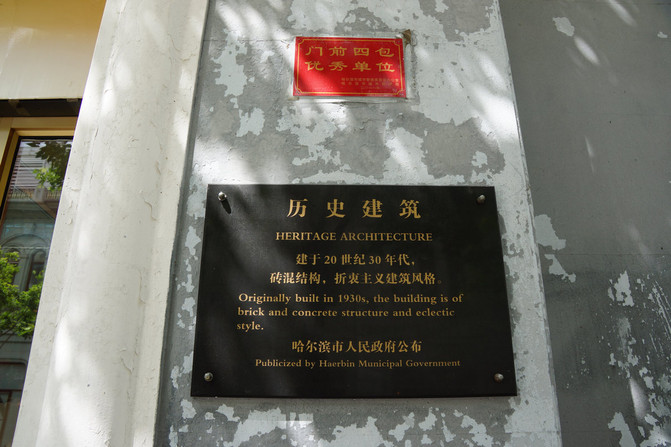 门前四包
优秀单位
历史建筑
HERITAGE ARCHITECTURE
建于20世纪30年代,
砖混结构，折衷主义建筑风格。
Originally built in 1930s, the building is of
brick and concrete structure and eclectic
style.
哈尔滨市人民政府公布
Publicized by Haerbin Municipal Government